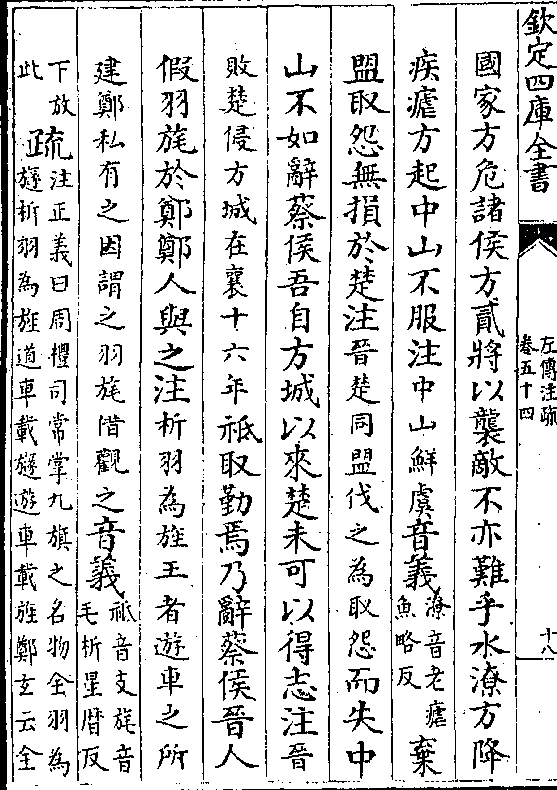 欽定四庫全書
左傳注疏
卷五十四
十八
國家方危諸侯方貳將以襲敵不亦難乎水潦方降
疾瘧方起中山不服注中山鮮虞音義潦音老瘧
魚略反棄
盟取怨無損於楚注晉楚同盟伐之為取怨而失中
山不如辭蔡侯吾自方城以來楚未可以得志注晉
敗楚侵方城在襄十六年祗取勤焉乃辭蔡侯晉人
假羽旄於鄭鄭人與之注析羽為旌王者遊車之所
建鄭私有之因謂之羽旄借觀之音義祇音支旄音
毛析星暦反
下放
此
疏注正義曰周禮司常掌九旗之名物全羽為
旞析羽為旌道車載旞遊車載旌鄭𤣥云全